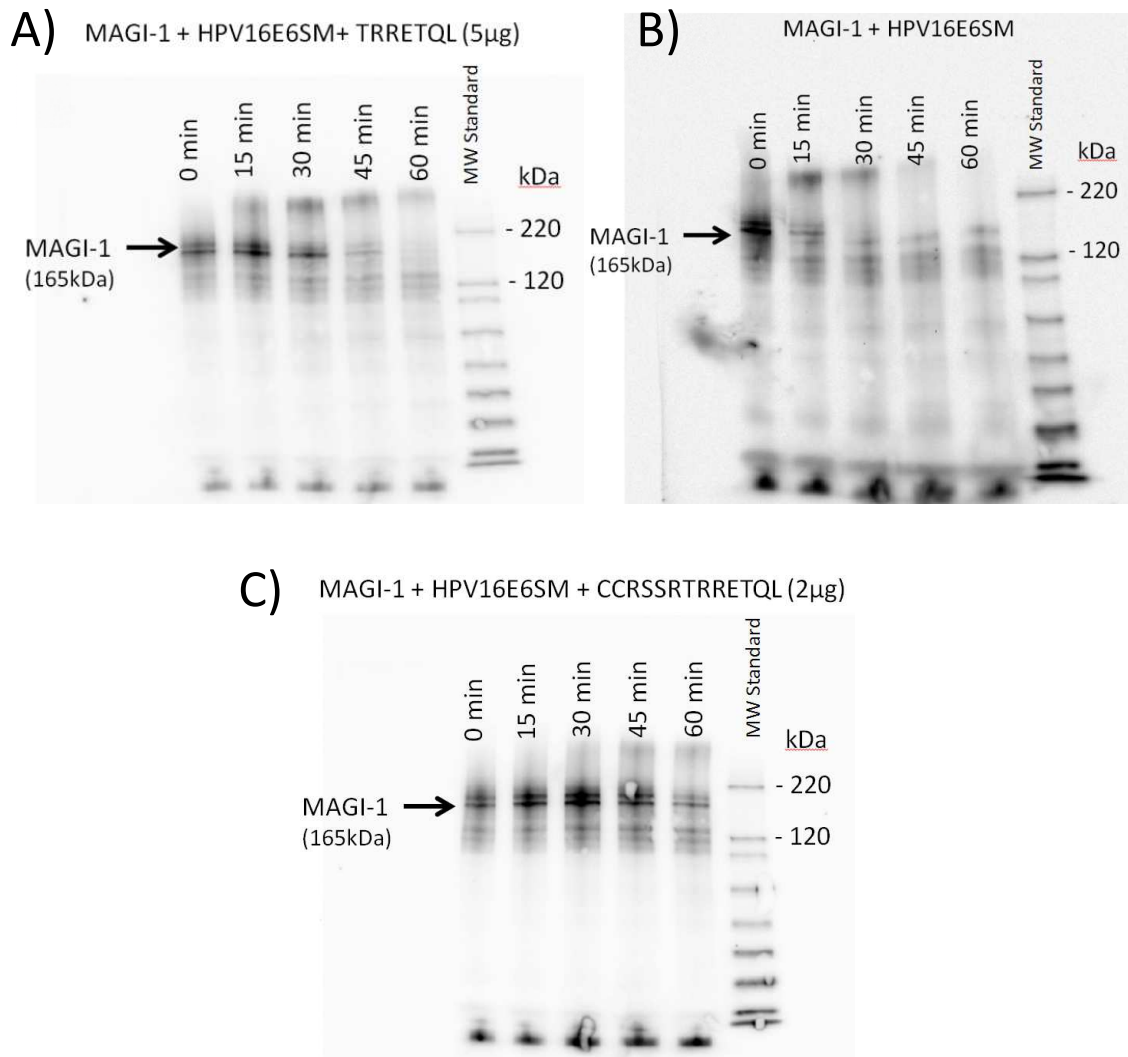 A)
MAGI-1 + HPV16E6SM+ TRRETQL (5µg)
0 min
15 min
30 min
45 min
60 min
MW Standard
kDa
- 220
MAGI-1
(165kDa)
- 120
B)
MAGI-1 + HPV16E6SM
0 min
15 min
30 min
45 min
60 min
MW Standard
kDa
- 220
MAGI-1
(165kDa)
- 120
C)
MAGI-1 + HPV16E6SM + CCRSSRTRRETQL (2µg)
0 min
15 min
30 min
45 min
60 min
MW Standard
kDa
- 220
MAGI-1
(165kDa)
- 120